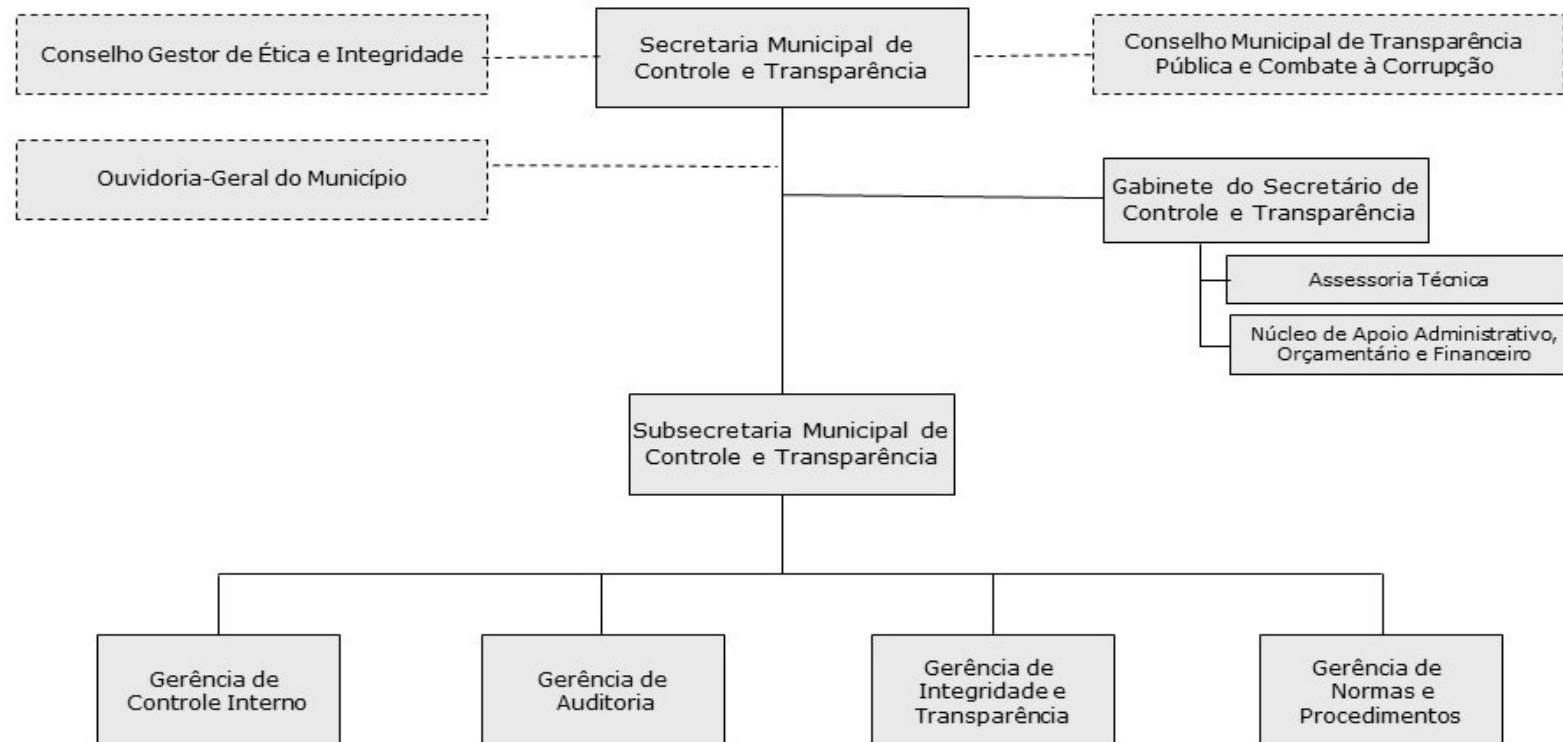 Conselho Gestor de Ética e Integridade
Secretaria Municipal de
Controle e Transparência
Conselho Municipal de Transparência
Pública e Combate à Corrupção
Ouvidoria-Geral do Município
Gabinete do Secretário de
Controle e Transparência
Assessoria Técnica
Núcleo de Apoio Administrativo,
Orçamentário e Financeiro
Subsecretaria Municipal de
Controle e Transparência
Gerência de
Controle Interno
Gerência de
Auditoria
Gerência de
Integridade e
Transparência
Gerência de
Normas e
Procedimentos